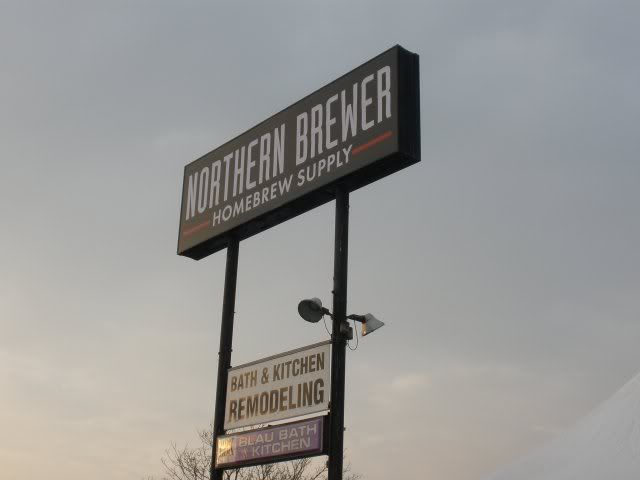 NORTHERN BREWER
HOMEBREW SUPPLY
BATH & KITCHEN
REMODELING
BLAU BATH
KITCHEN